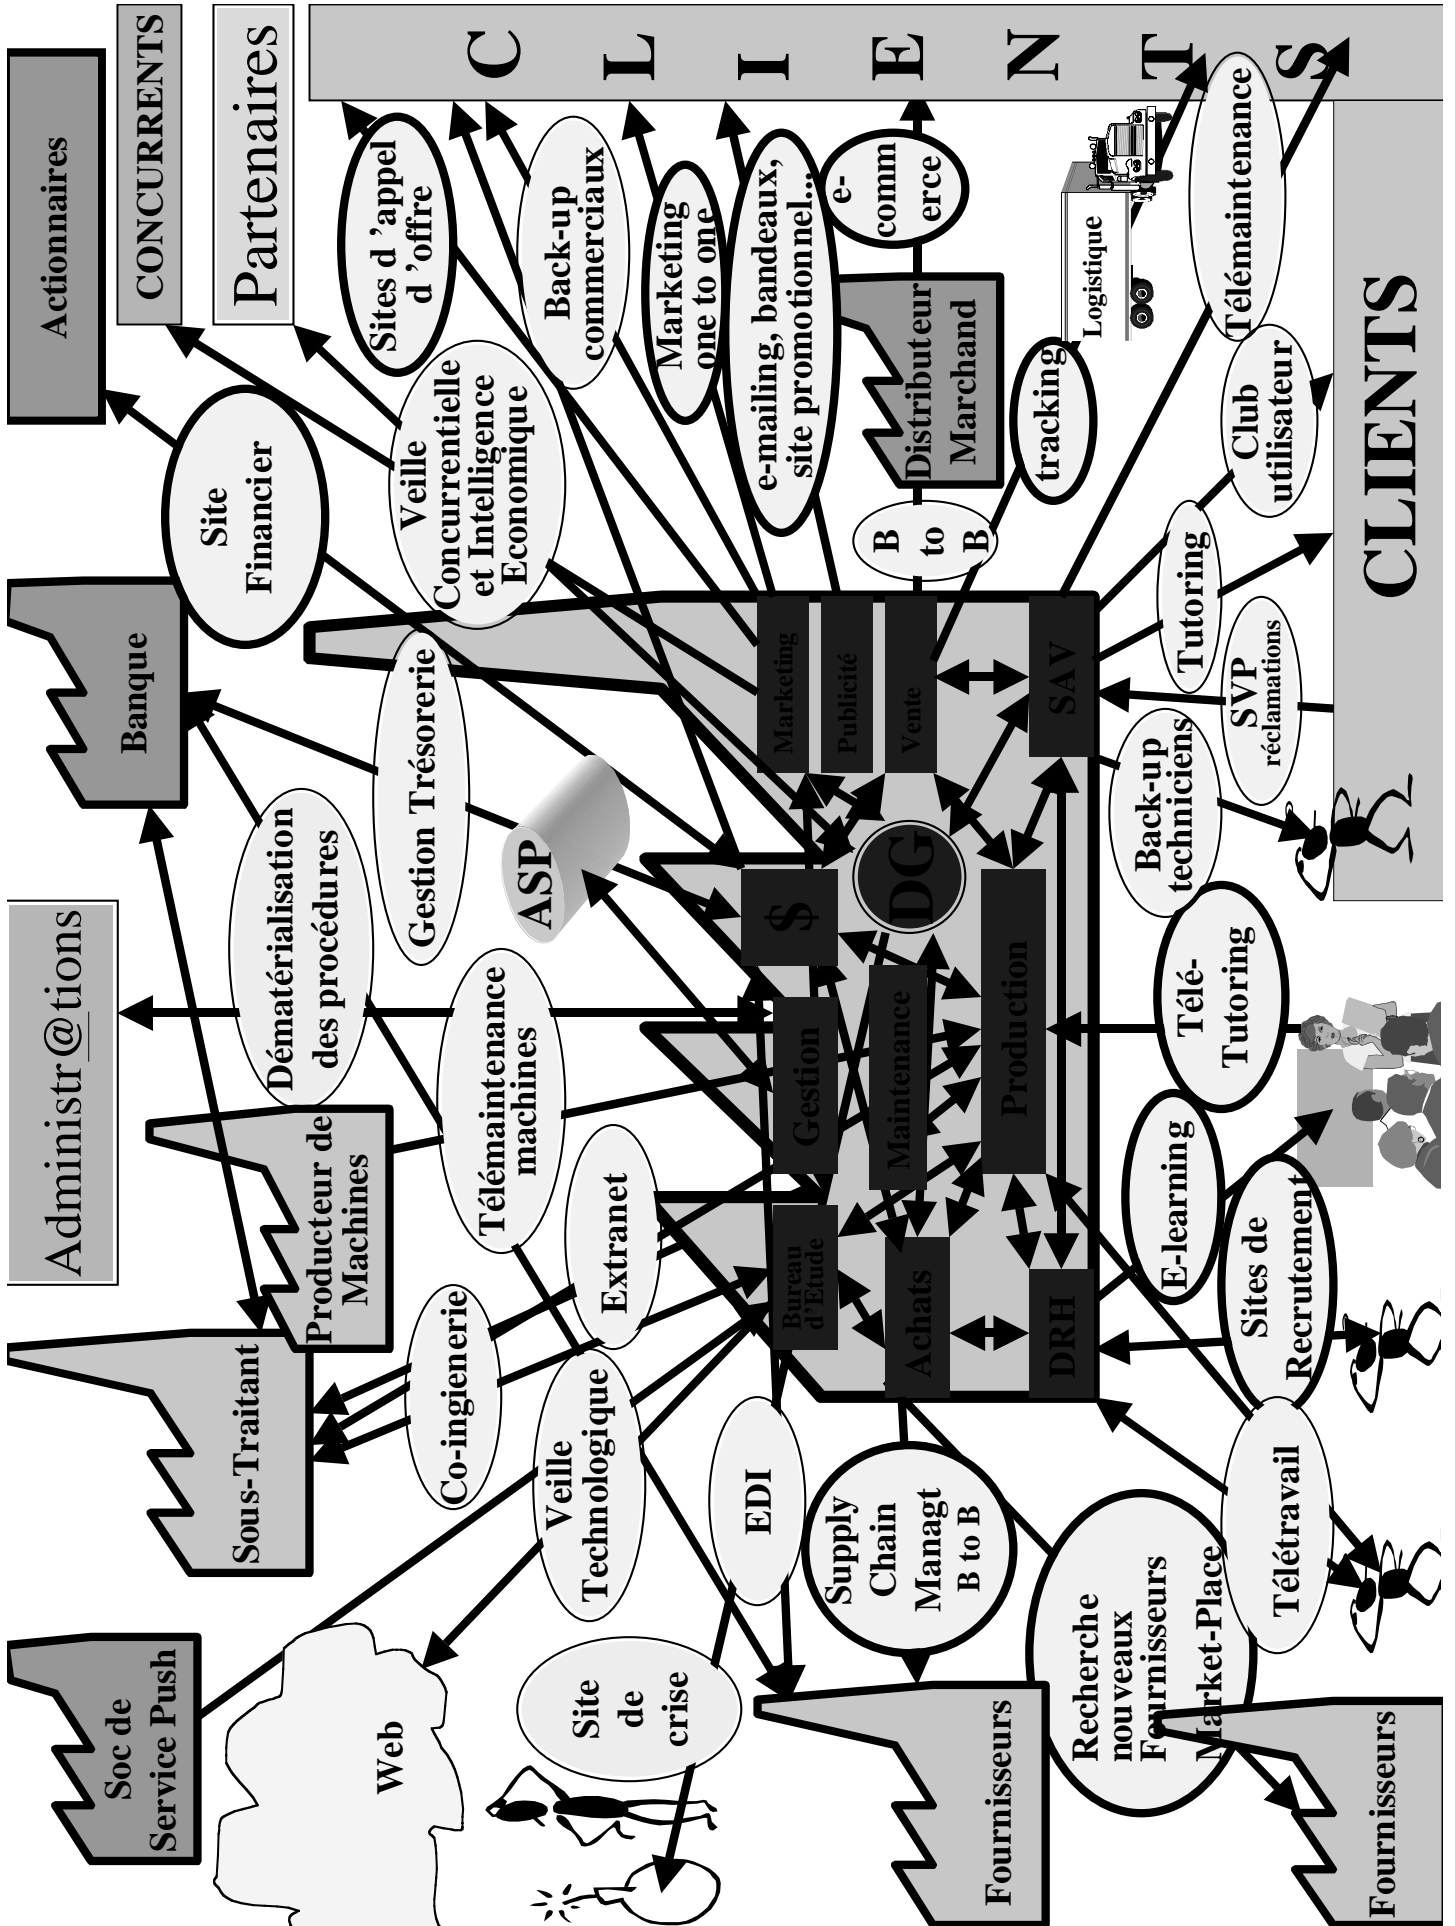 Soc de
Service Push
Sous-Traitant
Administr@tions
Banque
Actionnaires
CONCURRENTS
Partenaires
Web
Producteur de
Machines
Dématérialisation
des procédures
Site
Financier
Gestion Trésorerie
Veille
Concurrentielle
et Intelligence
Economique
Sites d ’appel
d ’offre
C L I E N T S
Co-ingienerie
Télémaintenance
machines
ASP
Back-up
commerciaux
Extranet
Veille
Technologique
Site
de
crise
Marketing
one to one
EDI
e-mailing, bandeaux,
site promotionnel...
Bureau
d’Etude
Gestion
$
Marketing
Publicité
Vente
Supply
Chain
Managt
B to B
Achats
Maintenance
DG
B
to
B
Distributeur
Marchand
e-
comm
erce
Fournisseurs
Production
DRH
SAV
tracking
Logistique
Recherche
nouveaux
Fournisseurs
Market-Place
E-learning
Télé-
Tutoring
Back-up
techniciens
Tutoring
SVP
réclamations
Club
utilisateur
Télémaintenance
Télétravail
Sites de
Recrutement
Fournisseurs
CLIENTS